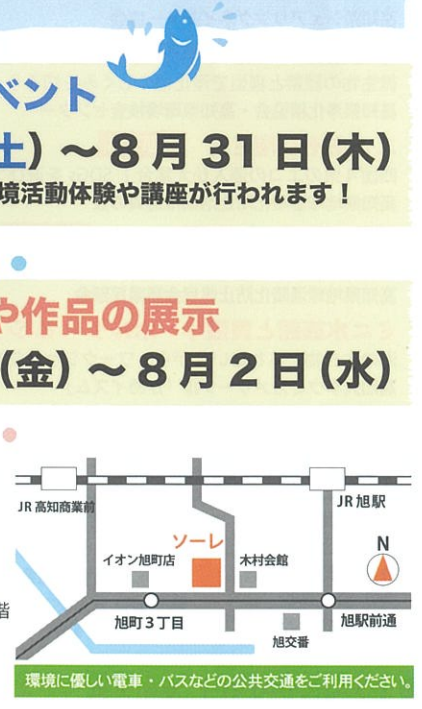 ベント
土）～8月31日（木）
境活動体験や講座が行われます！
や作品の展示
（金）～8月2日（水）
JR 高知商業前
JR 旭駅
ソーレ
イオン旭町店
木村会館
N
階
旭町３丁目
旭駅前通
旭交番
環境に優しい電車・バスなどの公共交通をご利用ください。